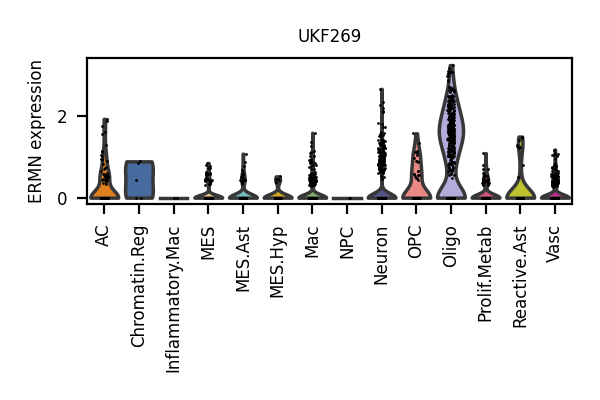 UKF269
ERMN expression
2
0
AC
Chromatin.Reg
Inflammatory.Mac
MES
MES.Ast
MES.Hyp
Mac
NPC
Neuron
OPC
Oligo
Prolif.Metab
Reactive.Ast
Vasc